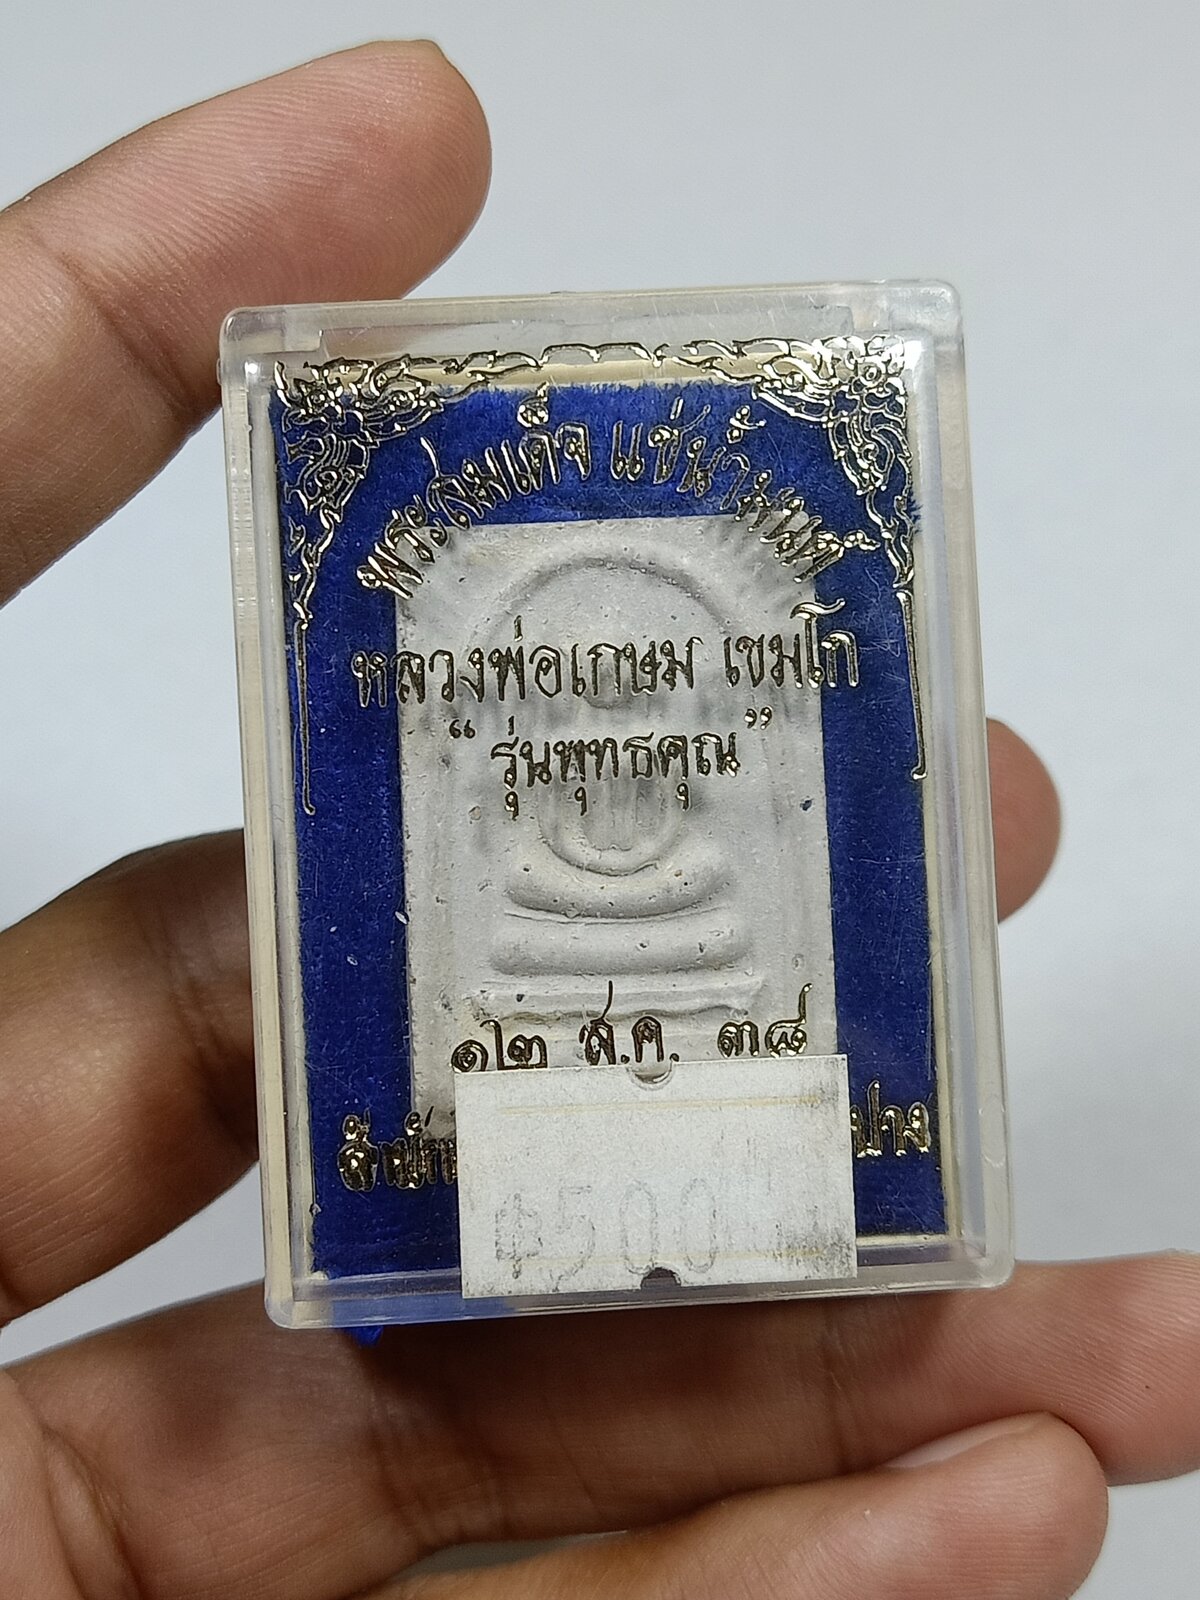 พระสมเด็จ แช่น้ำมนต์
หลวงพ่อเกษม เขมโก
“รุ่นพุทธคุณ”
๑๒ ส.ค. ๓๘
฿500